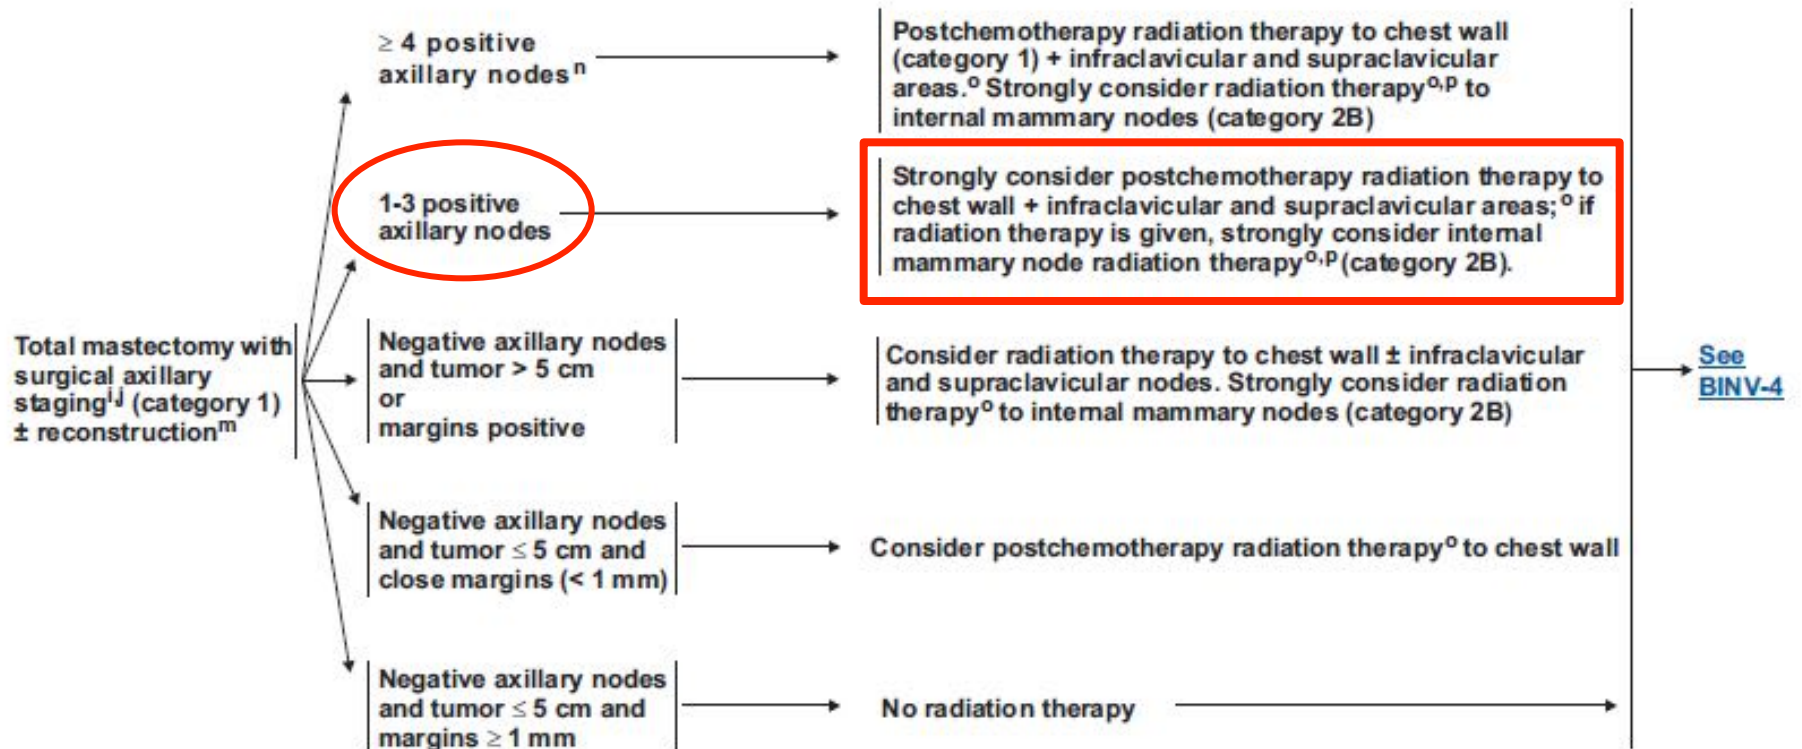 ≥ 4 positive
axillary nodesⁿ
Postchemotherapy radiation therapy to chest wall
(category 1) + infraclavicular and supraclavicular
areas.ᵒ Strongly consider radiation therapyᵒ,ᵖ to
internal mammary nodes (category 2B)
1-3 positive
axillary nodes
Strongly consider postchemotherapy radiation therapy to
chest wall + infraclavicular and supraclavicular areas;ᵒ if
radiation therapy is given, strongly consider internal
mammary node radiation therapyᵒ,ᵖ (category 2B).
Total mastectomy with
surgical axillary
stagingⁱ,ʲ (category 1)
± reconstructionᵐ
Negative axillary nodes
and tumor > 5 cm
or
margins positive
Consider radiation therapy to chest wall ± infraclavicular
and supraclavicular nodes. Strongly consider radiation
therapyᵒ to internal mammary nodes (category 2B)
See
BINV-4
Negative axillary nodes
and tumor ≤ 5 cm and
close margins (< 1 mm)
Consider postchemotherapy radiation therapyᵒ to chest wall
Negative axillary nodes
and tumor ≤ 5 cm and
margins ≥ 1 mm
No radiation therapy